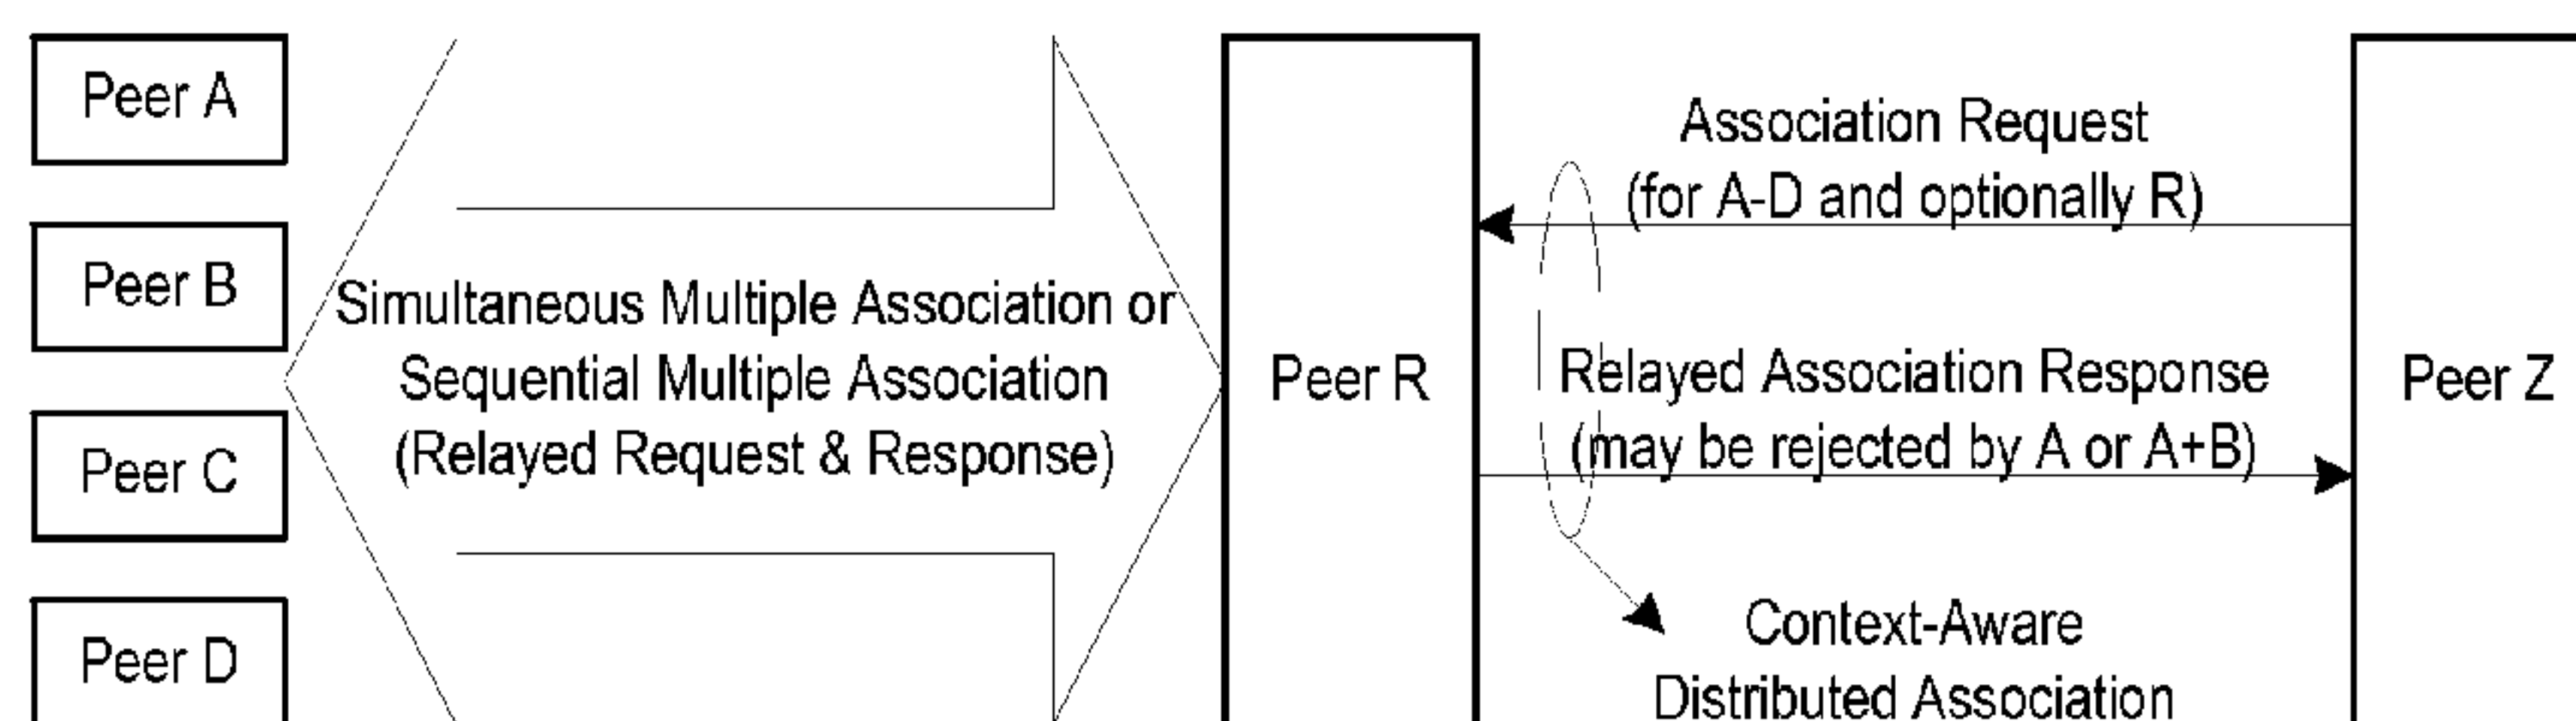 Peer A
Peer B
Peer C
Peer D
Simultaneous Multiple Association or
Sequential Multiple Association
(Relayed Request & Response)
Peer R
Association Request
(for A-D and optionally R)
Relayed Association Response
(may be rejected by A or A+B)
Context-Aware
Distributed Association
Peer Z